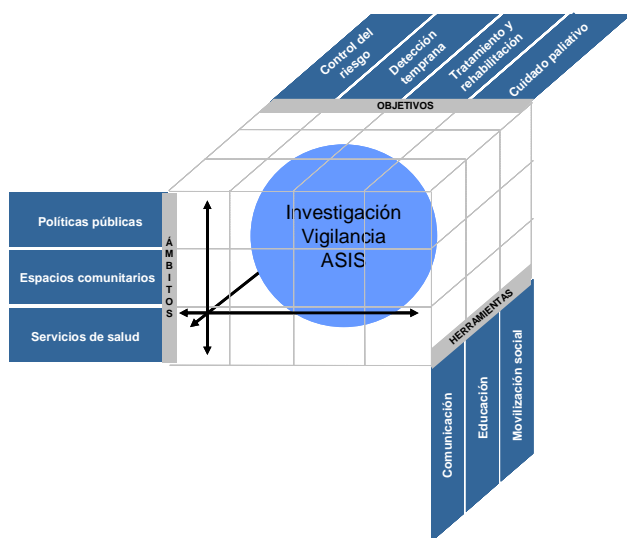 Control del
riesgo
Detección
temprana
Tratamiento y
rehabilitación
Cuidado paliativo
OBJETIVOS
Políticas públicas
Espacios comunitarios
Servicios de salud
ÁMBITOS
Investigación
Vigilancia
ASIS
HERRAMIENTAS
Comunicación
Educación
Movilización social